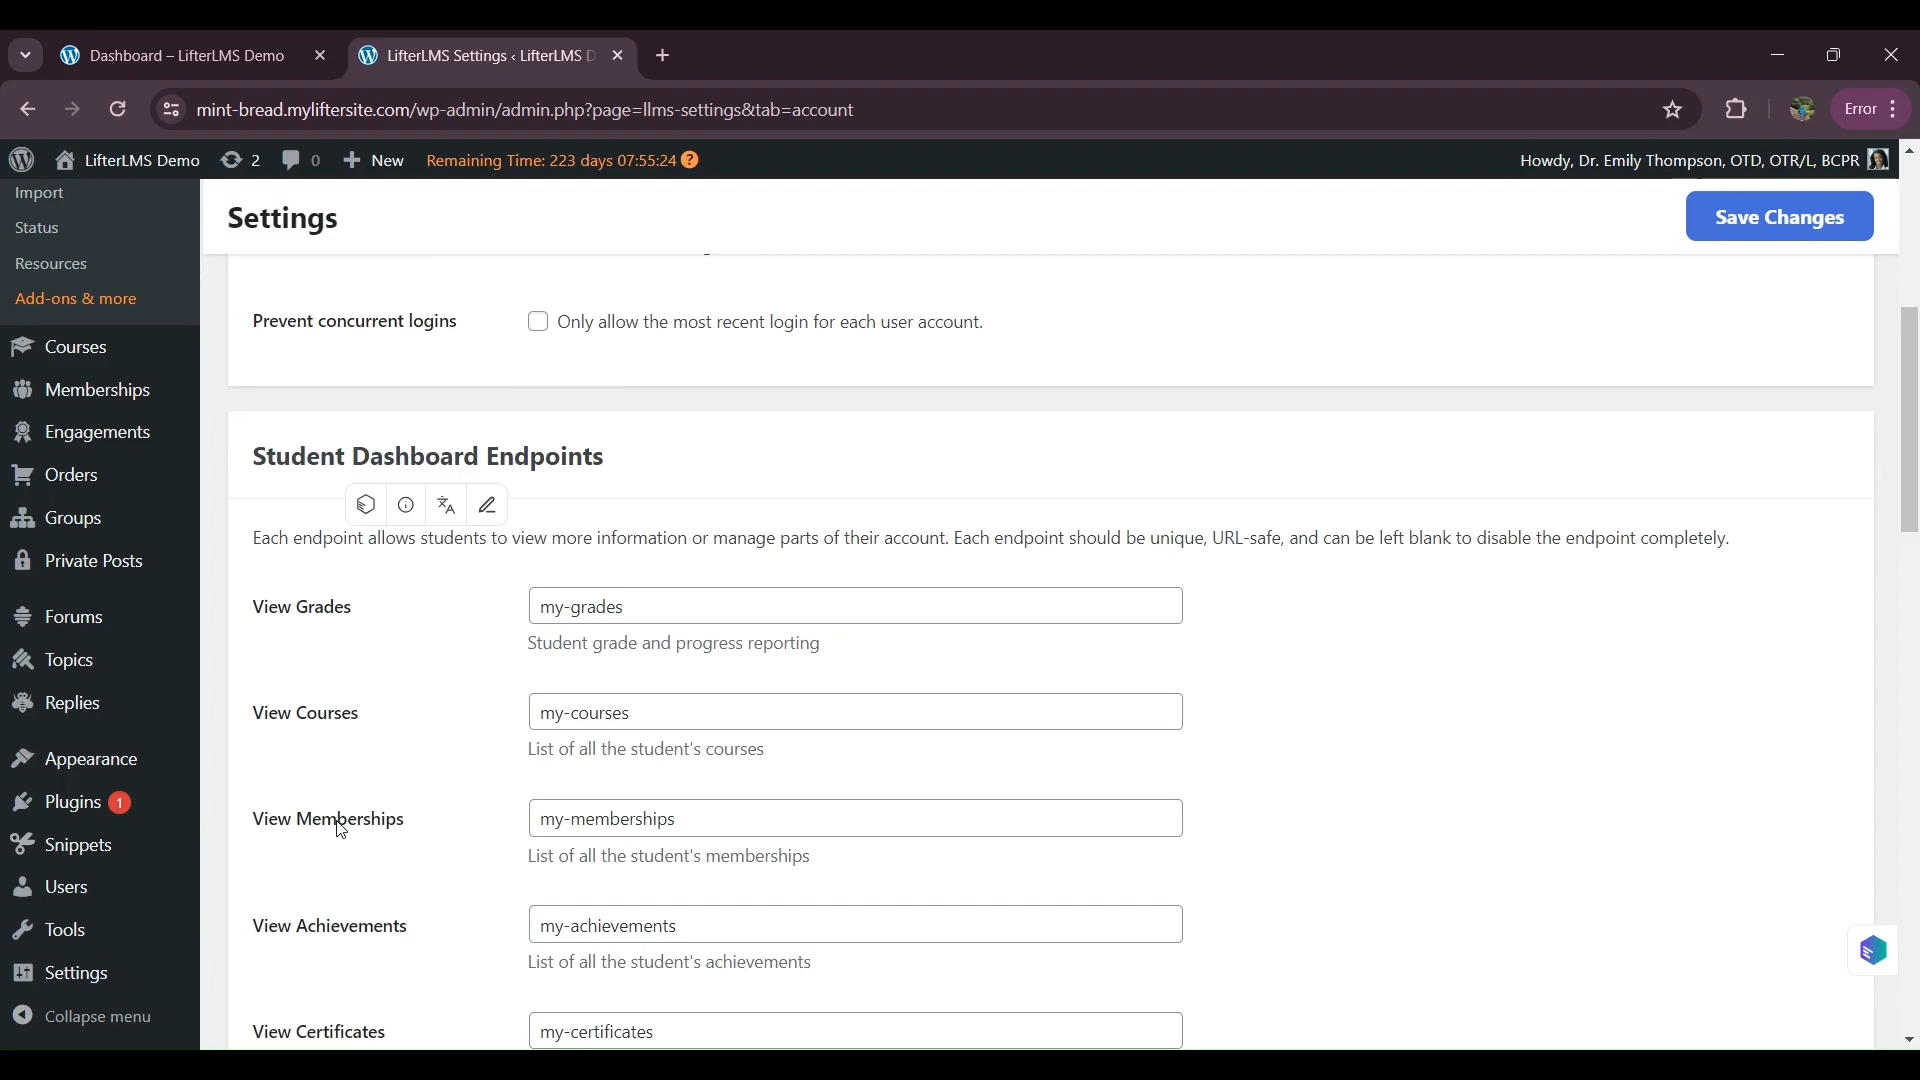 Dashboard – LifterLMS Demo
LifterLMS Settings ‹ LifterLMS D
mint-bread.myliftersite.com/wp-admin/admin.php?page=llms-settings&tab=account
Error
LifterLMS Demo
2
0
New
Remaining Time: 223 days 07:55:24
Howdy, Dr. Emily Thompson, OTD, OTR/L, BCPR
Import
Status
Resources
Add-ons & more
Courses
Memberships
Engagements
Orders
Groups
Private Posts
Forums
Topics
Replies
Appearance
Plugins 1
Snippets
Users
Tools
Settings
Collapse menu
Settings
Save Changes
Prevent concurrent logins
Only allow the most recent login for each user account.
Student Dashboard Endpoints
Each endpoint allows students to view more information or manage parts of their account. Each endpoint should be unique, URL-safe, and can be left blank to disable the endpoint completely.
View Grades
my-grades
Student grade and progress reporting
View Courses
my-courses
List of all the student's courses
View Memberships
my-memberships
List of all the student's memberships
View Achievements
my-achievements
List of all the student's achievements
View Certificates
my-certificates